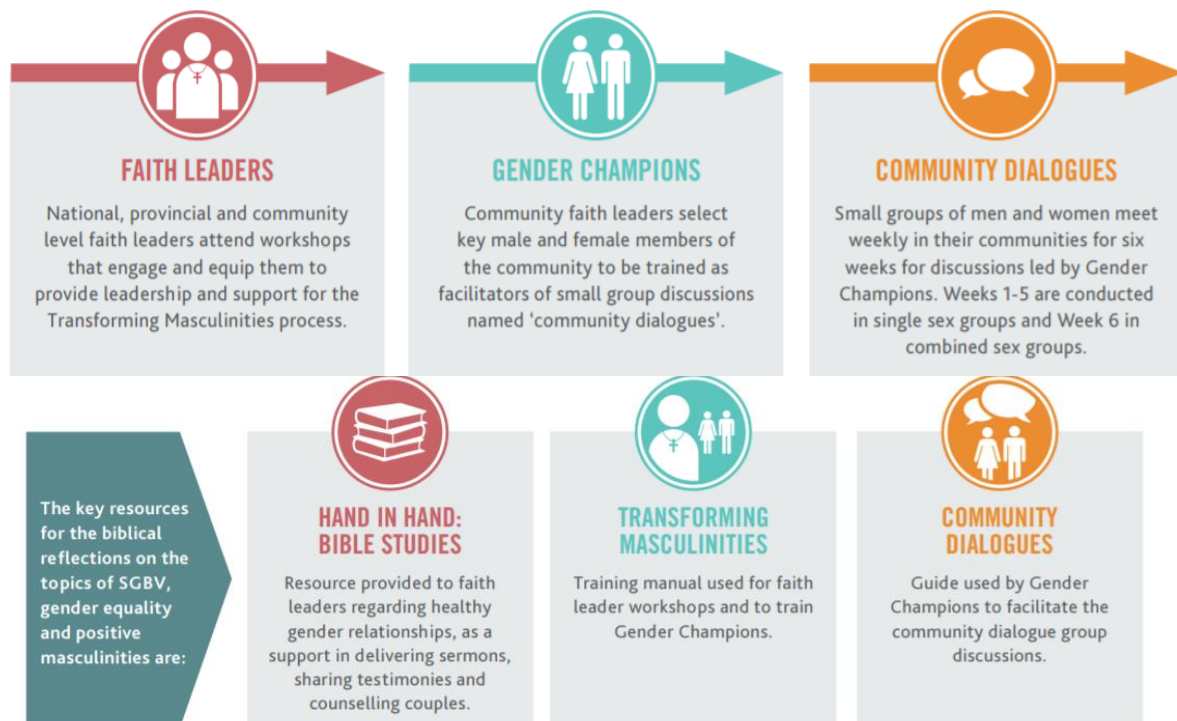 FAITH LEADERS
National, provincial and community
level faith leaders attend workshops
that engage and equip them to
provide leadership and support for the
Transforming Masculinities process.
GENDER CHAMPIONS
Community faith leaders select
key male and female members of
the community to be trained as
facilitators of small group discussions
named 'community dialogues'.
COMMUNITY DIALOGUES
Small groups of men and women meet
weekly in their communities for six
weeks for discussions led by Gender
Champions. Weeks 1-5 are conducted
in single sex groups and Week 6 in
combined sex groups.
The key resources
for the biblical
reflections on the
topics of SGBV,
gender equality
and positive
masculinities are:
HAND IN HAND:
BIBLE STUDIES
Resource provided to faith
leaders regarding healthy
gender relationships, as a
support in delivering sermons,
sharing testimonies and
counselling couples.
TRANSFORMING
MASCULINITIES
Training manual used for faith
leader workshops and to train
Gender Champions.
COMMUNITY
DIALOGUES
Guide used by Gender
Champions to facilitate the
community dialogue group
discussions.